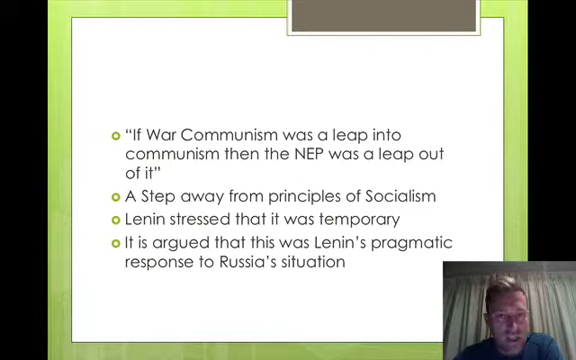 "If War Communism was a leap into
communism then the NEP was a leap out
of it"
A Step away from principles of Socialism
Lenin stressed that it was temporary
It is argued that this was Lenin's pragmatic
response to Russia's situation